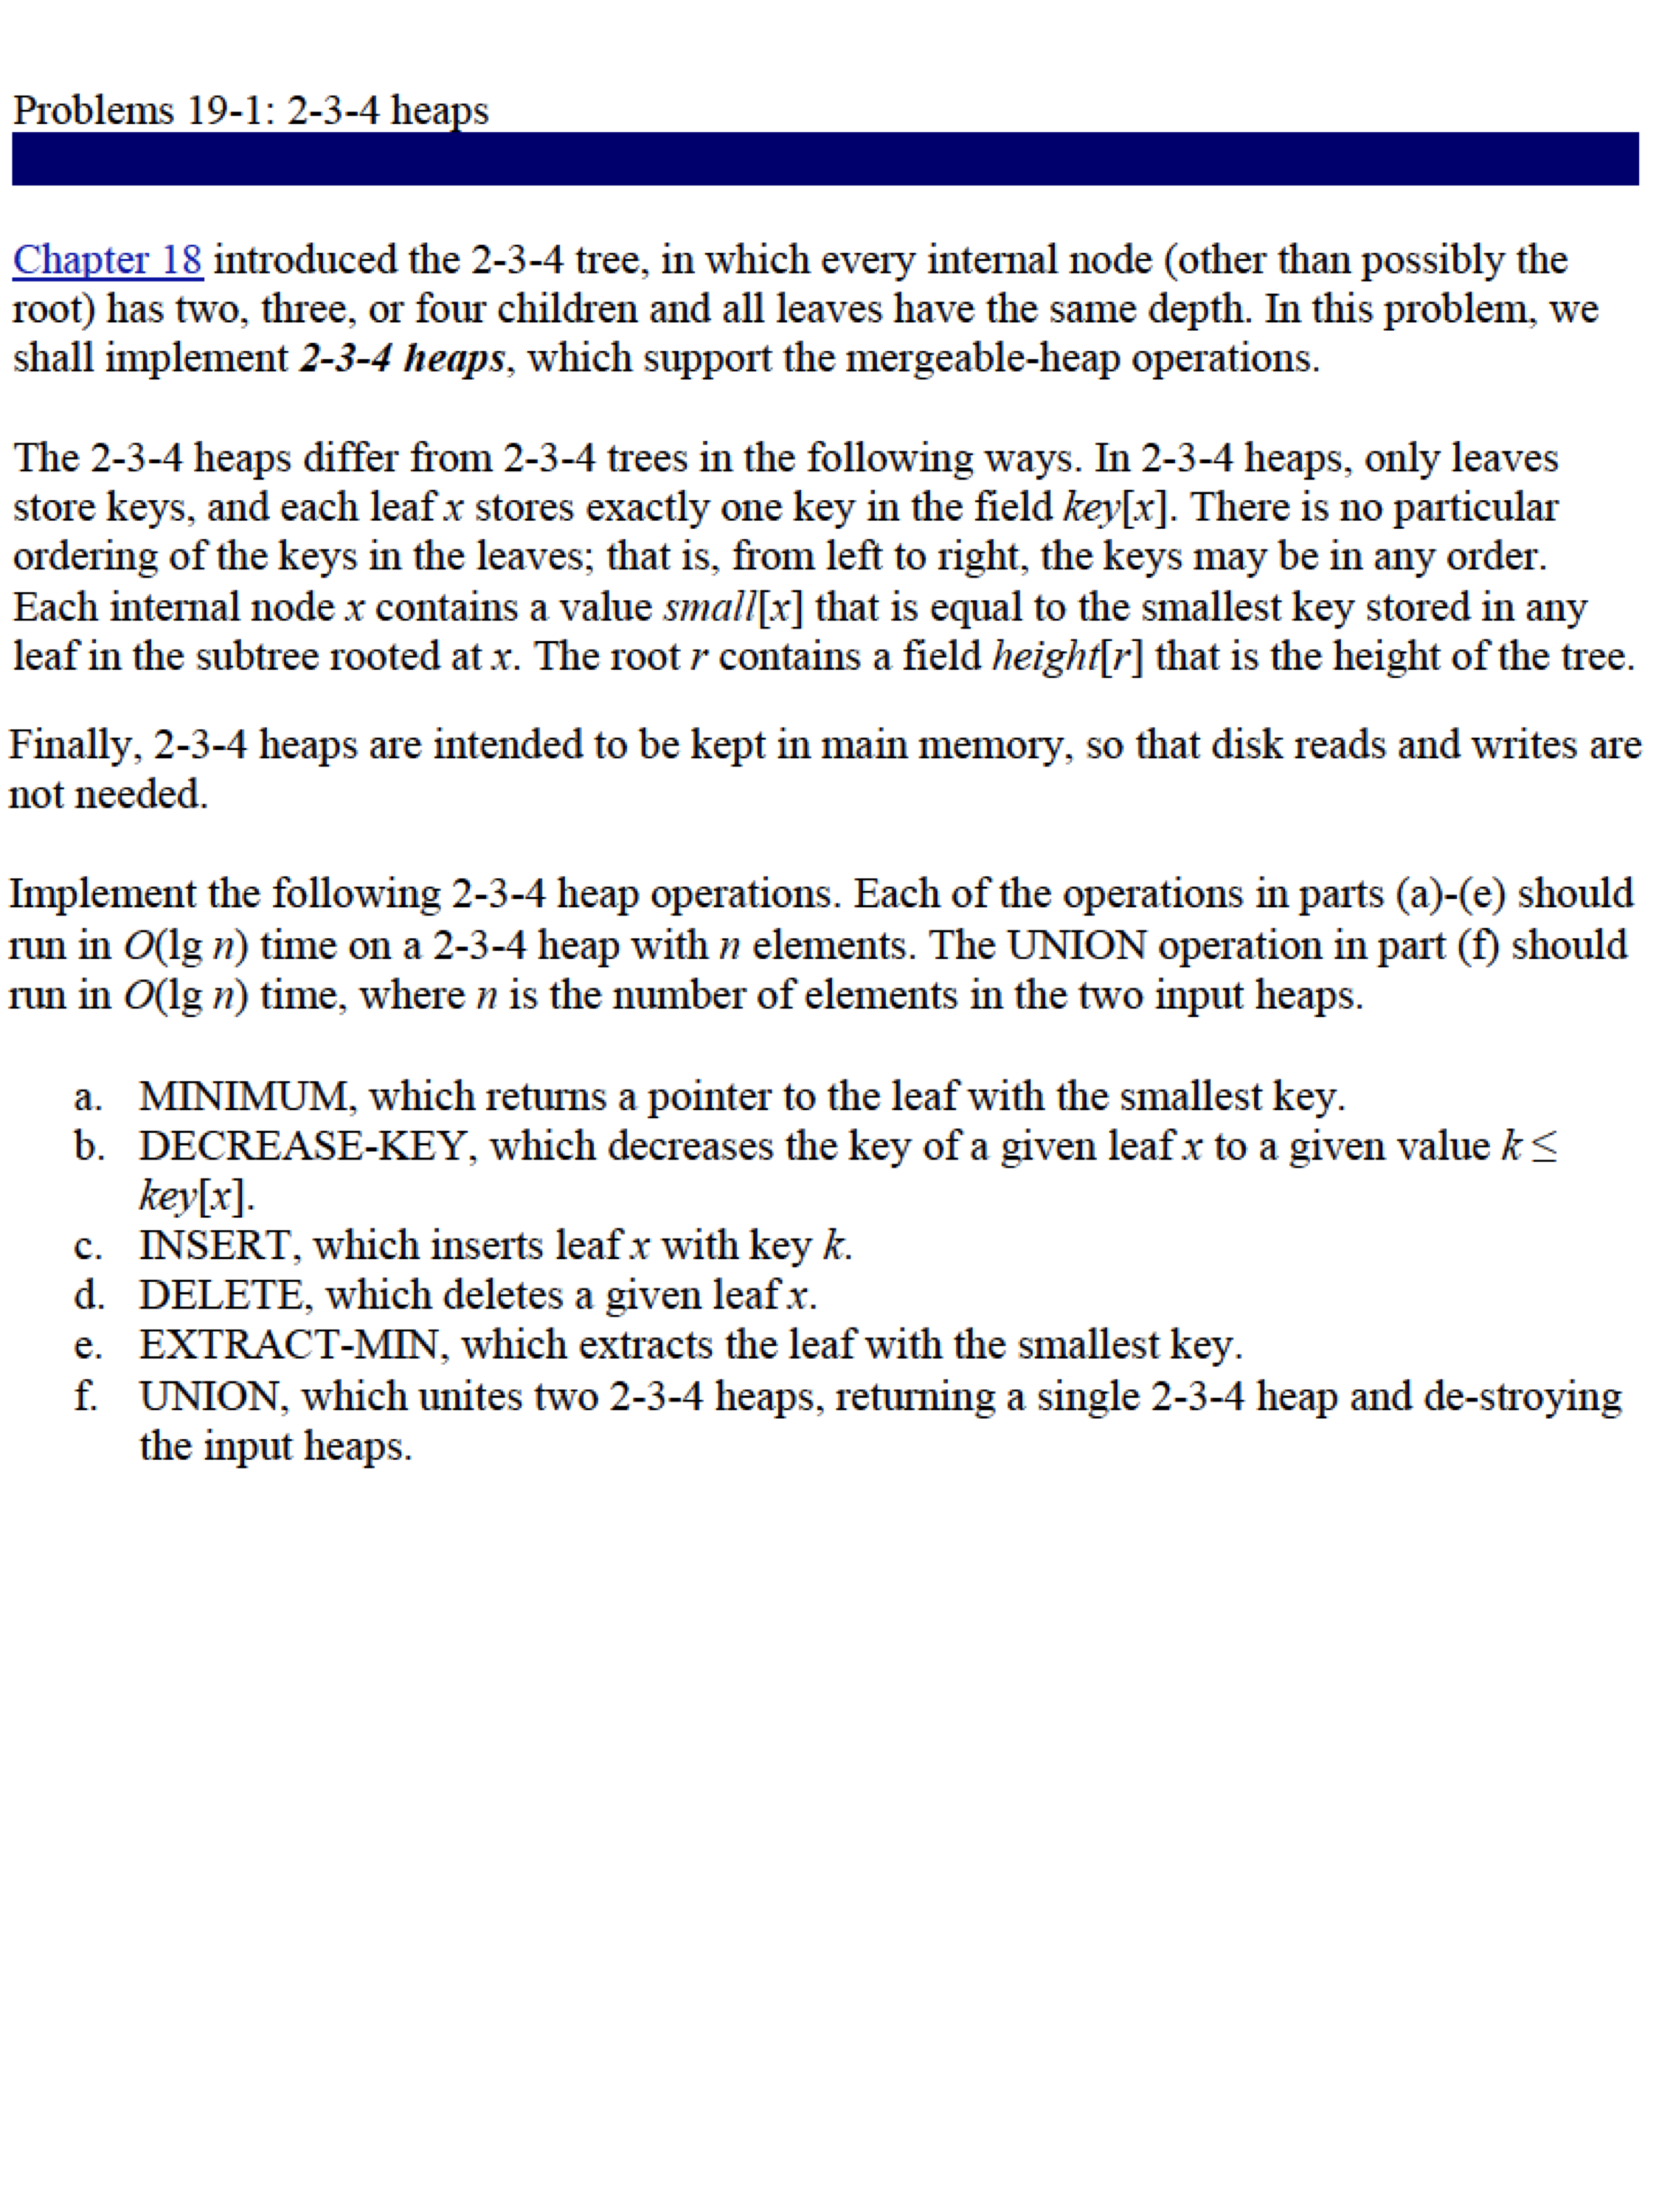 Problems 19-1: 2-3-4 heaps
Chapter 18 introduced the 2-3-4 tree, in which every internal node (other than possibly the
root) has two, three, or four children and all leaves have the same depth. In this problem, we
shall implement 2-3-4 heaps, which support the mergeable-heap operations.
The 2-3-4 heaps differ from 2-3-4 trees in the following ways. In 2-3-4 heaps, only leaves
store keys, and each leaf x stores exactly one key in the field key[x]. There is no particular
ordering of the keys in the leaves; that is, from left to right, the keys may be in any order.
Each internal node x contains a value small[x] that is equal to the smallest key stored in any
leaf in the subtree rooted at x. The root r contains a field height[r] that is the height of the tree.
Finally, 2-3-4 heaps are intended to be kept in main memory, so that disk reads and writes are
not needed.
Implement the following 2-3-4 heap operations. Each of the operations in parts (a)-(e) should
run in O(lg n) time on a 2-3-4 heap with n elements. The UNION operation in part (f) should
run in O(lg n) time, where n is the number of elements in the two input heaps.
a. MINIMUM, which returns a pointer to the leaf with the smallest key.
b. DECREASE-KEY, which decreases the key of a given leaf x to a given value k ≤
key[x].
c. INSERT, which inserts leaf x with key k.
d. DELETE, which deletes a given leaf x.
e. EXTRACT-MIN, which extracts the leaf with the smallest key.
f. UNION, which unites two 2-3-4 heaps, returning a single 2-3-4 heap and de-stroying
the input heaps.